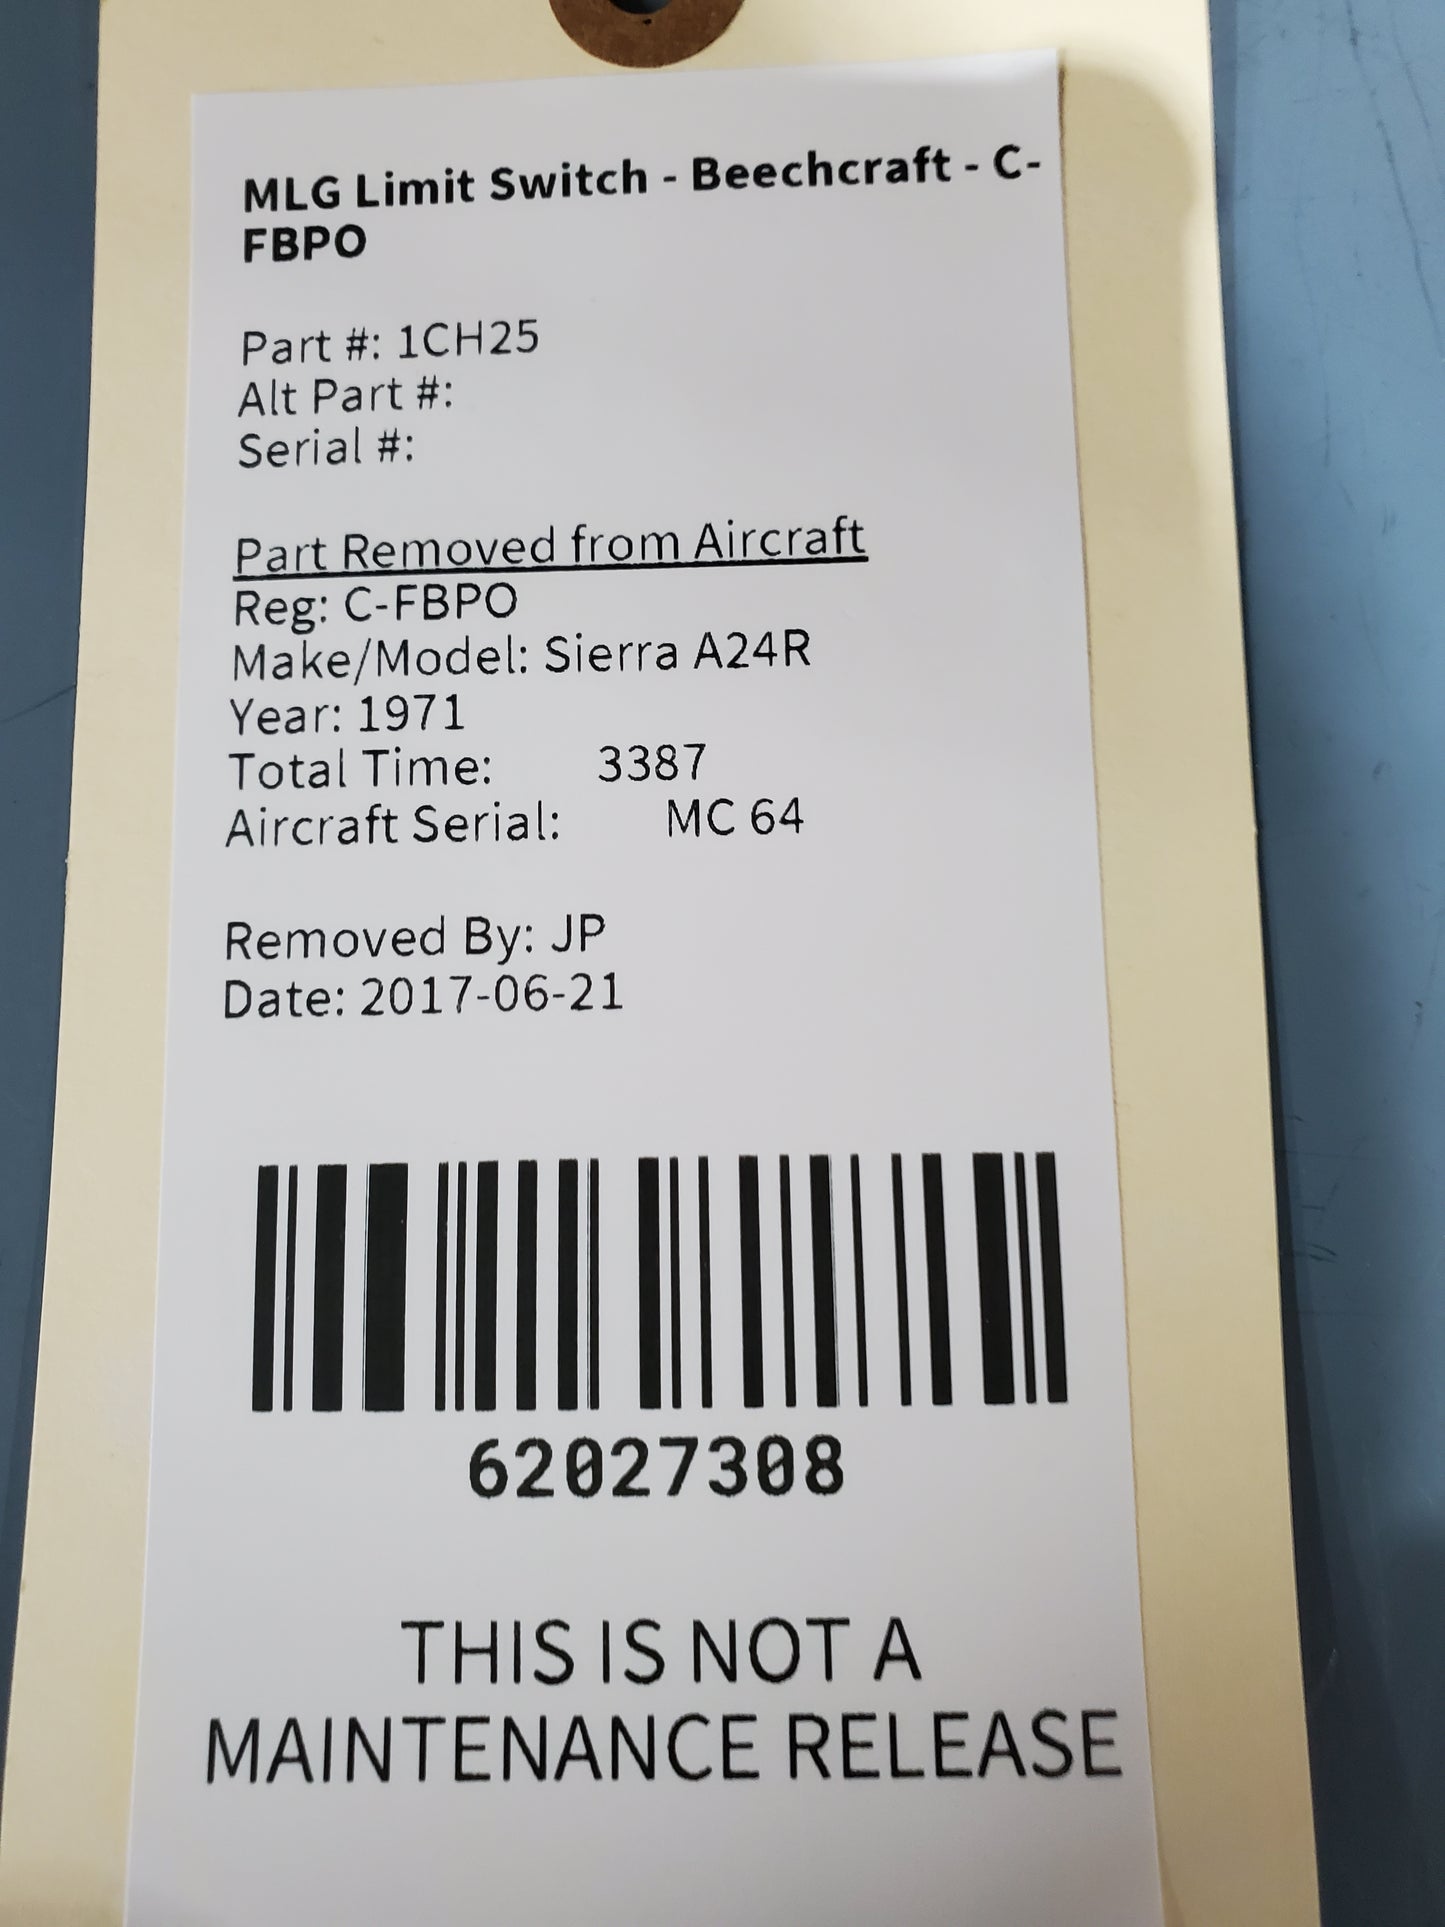 MLG Limit Switch - Beechcraft - C-
FBPO
Part #: 1CH25
Alt Part #:
Serial #:
Part Removed from Aircraft
Reg: C-FBPO
Make/Model: Sierra A24R
Year: 1971
Total Time: 3387
Aircraft Serial: MC 64
Removed By: JP
Date: 2017-06-21
62027308
THIS IS NOT A
MAINTENANCE RELEASE